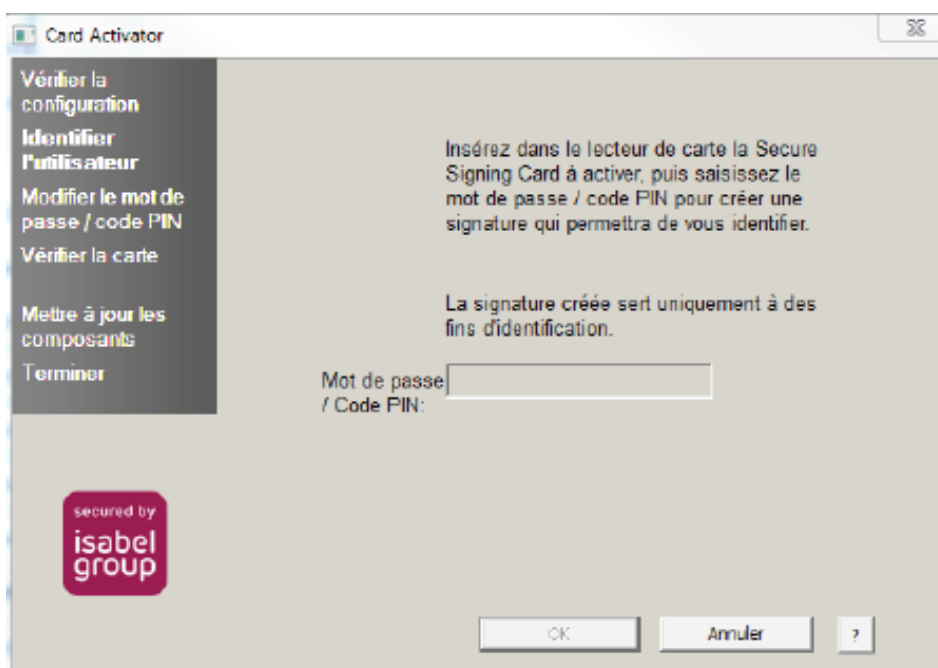 Card Activator
Vérifier la
configuration
Identifier
l'utilisateur
Modifier le mot de
passe / code PIN
Vérifier la carte
Mettre à jour les
composants
Terminer
Insérez dans le lecteur de carte la Secure
Signing Card à activer, puis saisissez le
mot de passe / code PIN pour créer une
signature qui permettra de vous identifier.
La signature créée sert uniquement à des
fins d'identification.
Mot de passe
/ Code PIN:
secured by
isabel
group
OK
Annuler
?